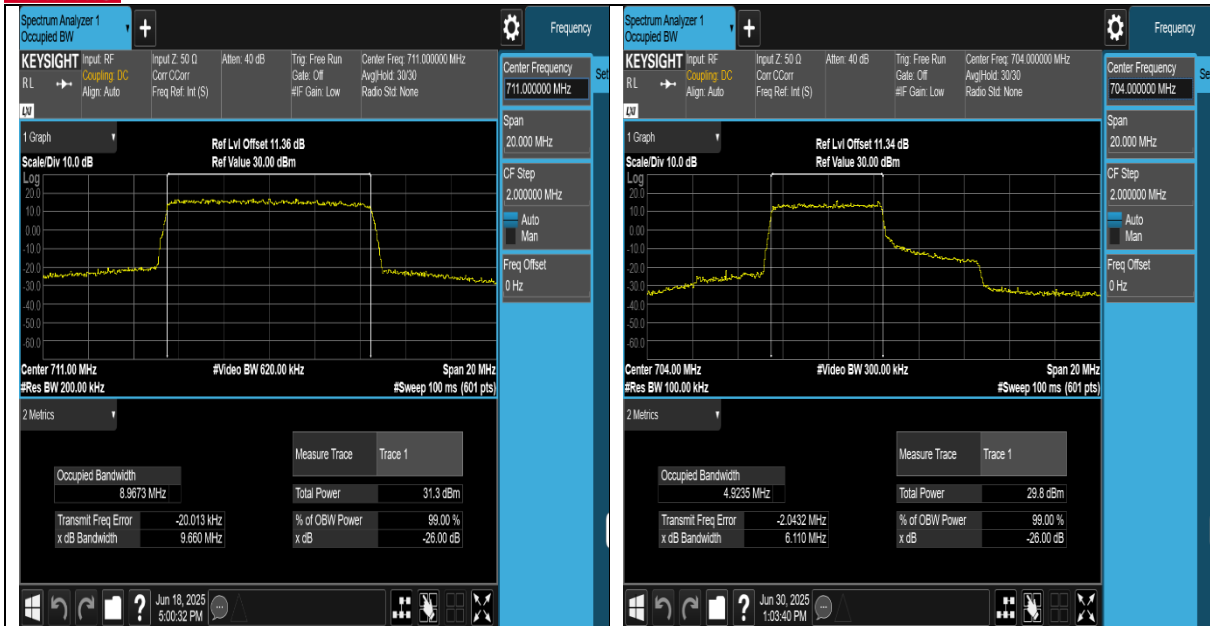 Spectrum Analyzer 1
Occupied BW
+
Frequency
KEYSIGHT
RL
LXI
Input: RF
Coupling: DC
Align: Auto
Input Z: 50 Ω
Corr CCorr
Freq Ref: Int (S)
Atten: 40 dB
Trig: Free Run
Gate: Off
#IF Gain: Low
Center Freq: 711.000000 MHz
Avg|Hold: 30/30
Radio Std: None
Center Frequency
711.000000 MHz
Set
Span
20.000 MHz
CF Step
2.000000 MHz
Auto
Man
Freq Offset
0 Hz
1 Graph
Scale/Div 10.0 dB
Ref Lvl Offset 11.36 dB
Ref Value 30.00 dBm
Log
20.0
10.0
0.00
-10.0
-20.0
-30.0
-40.0
-50.0
-60.0
Center 711.00 MHz
#Video BW 620.00 kHz
Span 20 MHz
#Res BW 200.00 kHz
#Sweep 100 ms (601 pts)
2 Metrics
Measure Trace Trace 1
Occupied Bandwidth
8.9673 MHz
Total Power 31.3 dBm
Transmit Freq Error -20.013 kHz
% of OBW Power 99.00 %
x dB Bandwidth 9.660 MHz
x dB -26.00 dB
?
Jun 18, 2025
5:00:32 PM
Spectrum Analyzer 1
Occupied BW
+
Frequency
KEYSIGHT
RL
LXI
Input: RF
Coupling: DC
Align: Auto
Input Z: 50 Ω
Corr CCorr
Freq Ref: Int (S)
Atten: 40 dB
Trig: Free Run
Gate: Off
#IF Gain: Low
Center Freq: 704.000000 MHz
Avg|Hold: 30/30
Radio Std: None
Center Frequency
704.000000 MHz
Se
Span
20.000 MHz
CF Step
2.000000 MHz
Auto
Man
Freq Offset
0 Hz
1 Graph
Scale/Div 10.0 dB
Ref Lvl Offset 11.34 dB
Ref Value 30.00 dBm
Log
20.0
10.0
0.00
-10.0
-20.0
-30.0
-40.0
-50.0
-60.0
Center 704.00 MHz
#Video BW 300.00 kHz
Span 20 MHz
#Res BW 100.00 kHz
#Sweep 100 ms (601 pts)
2 Metrics
Measure Trace Trace 1
Occupied Bandwidth
4.9235 MHz
Total Power 29.8 dBm
Transmit Freq Error -2.0432 MHz
% of OBW Power 99.00 %
x dB Bandwidth 6.110 MHz
x dB -26.00 dB
?
Jun 30, 2025
1:03:40 PM